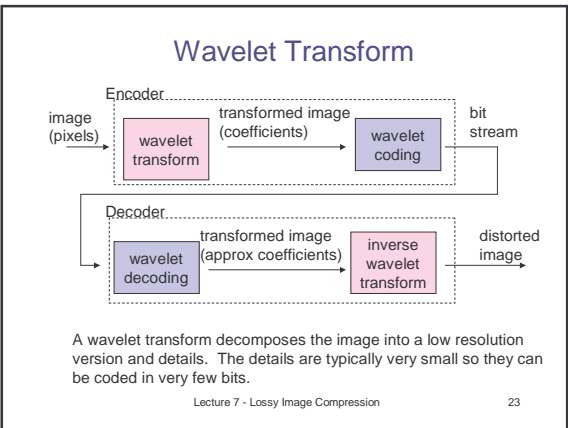 Wavelet Transform
Encoder
image
(pixels)
wavelet
transform
transformed image
(coefficients)
wavelet
coding
bit
stream
Decoder
wavelet
decoding
transformed image
(approx coefficients)
inverse
wavelet
transform
distorted
image
A wavelet transform decomposes the image into a low resolution
version and details. The details are typically very small so they can
be coded in very few bits.
Lecture 7 - Lossy Image Compression 23